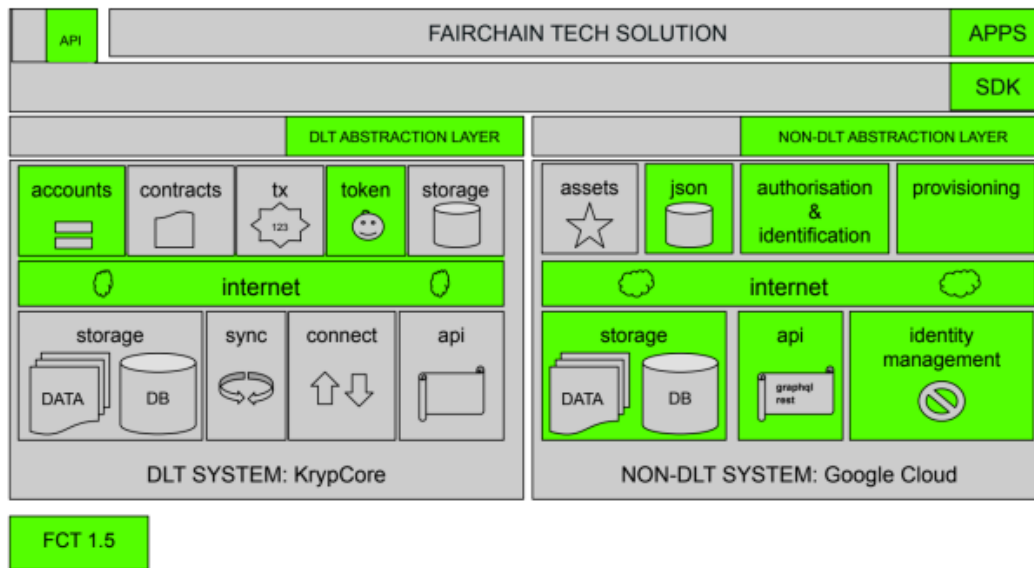 API
FAIRCHAIN TECH SOLUTION
APPS
SDK
DLT ABSTRACTION LAYER
NON-DLT ABSTRACTION LAYER
accounts
contracts
tx
123
token
storage
assets
json
authorisation
&
identification
provisioning
internet
internet
storage
DATA
DB
sync
connect
api
storage
DATA
DB
api
graphql
rest
identity
management
DLT SYSTEM: KrypCore
NON-DLT SYSTEM: Google Cloud
FCT 1.5